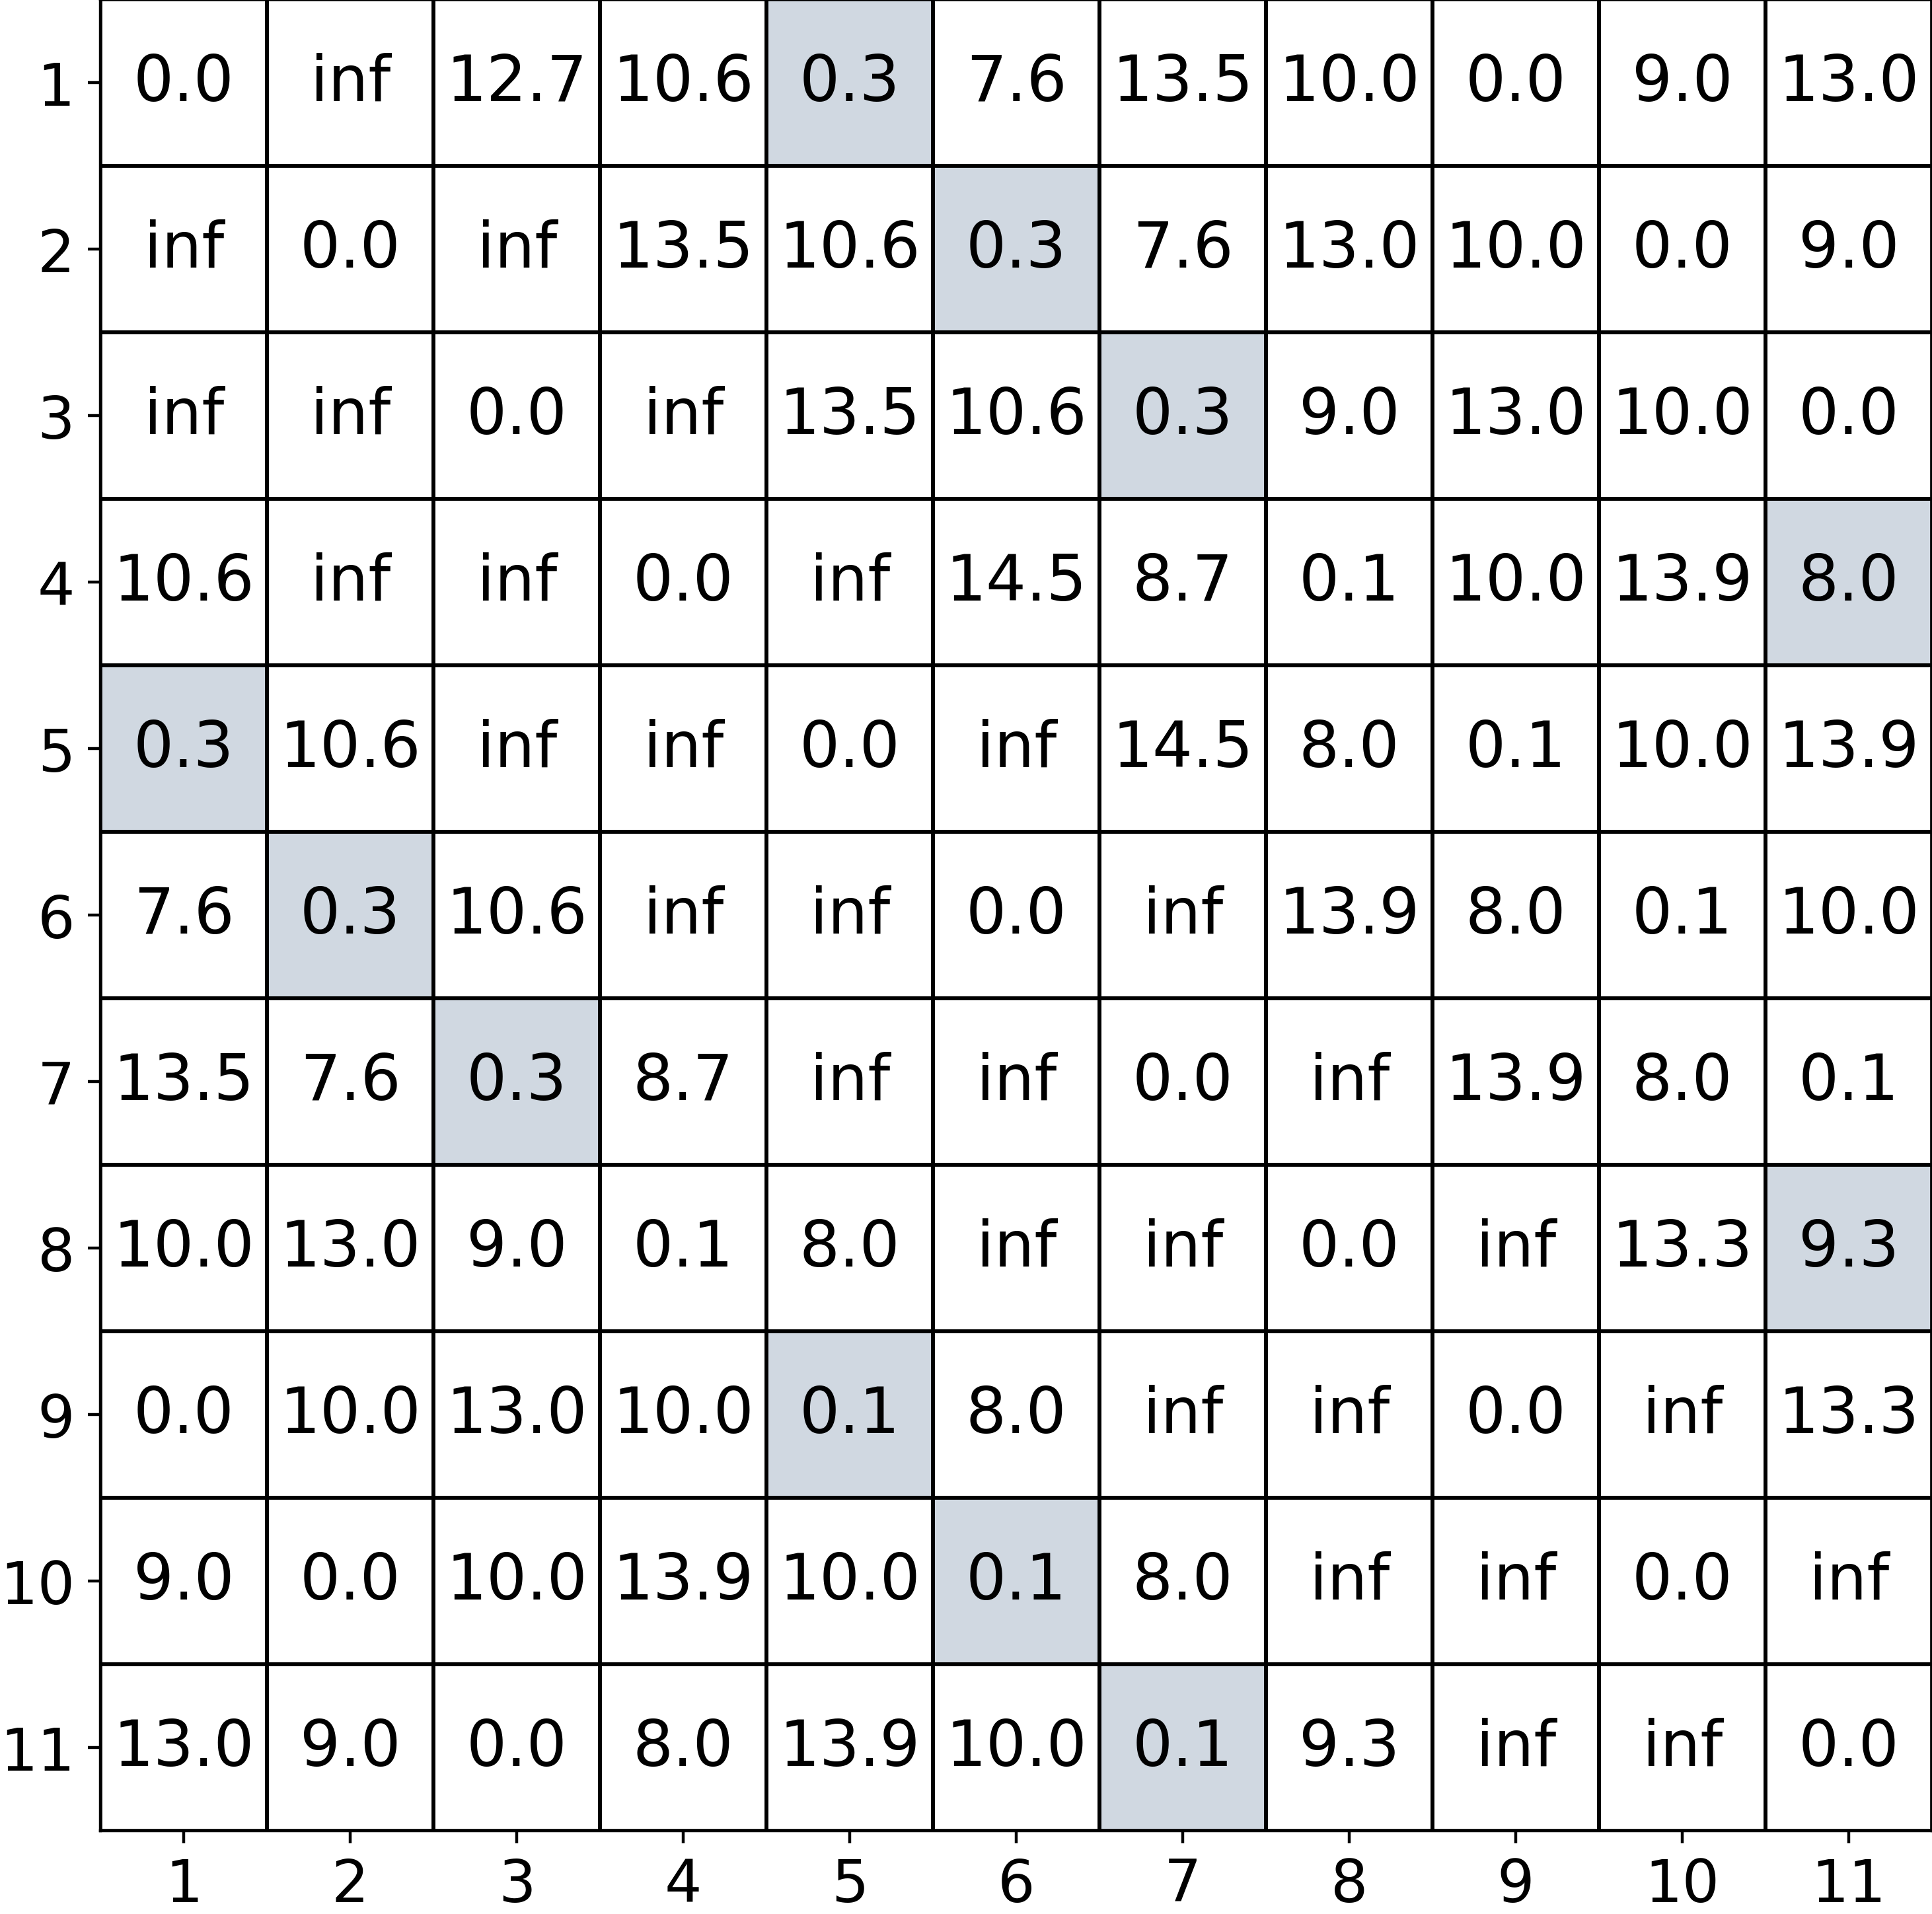 1 0.0 inf 12.7 10.6 0.3 7.6 13.5 10.0 0.0 9.0 13.0
2 inf 0.0 inf 13.5 10.6 0.3 7.6 13.0 10.0 0.0 9.0
3 inf inf 0.0 inf 13.5 10.6 0.3 9.0 13.0 10.0 0.0
4 10.6 inf inf 0.0 inf 14.5 8.7 0.1 10.0 13.9 8.0
5 0.3 10.6 inf inf 0.0 inf 14.5 8.0 0.1 10.0 13.9
6 7.6 0.3 10.6 inf inf 0.0 inf 13.9 8.0 0.1 10.0
7 13.5 7.6 0.3 8.7 inf inf 0.0 inf 13.9 8.0 0.1
8 10.0 13.0 9.0 0.1 8.0 inf inf 0.0 inf 13.3 9.3
9 0.0 10.0 13.0 10.0 0.1 8.0 inf inf 0.0 inf 13.3
10 9.0 0.0 10.0 13.9 10.0 0.1 8.0 inf inf 0.0 inf
11 13.0 9.0 0.0 8.0 13.9 10.0 0.1 9.3 inf inf 0.0
1 2 3 4 5 6 7 8 9 10 11